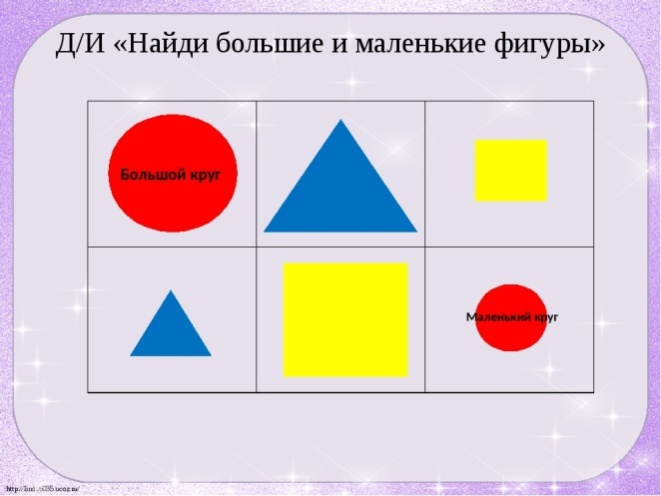 Д/И «Найди большие и маленькие фигуры»
Большой круг
Маленький круг